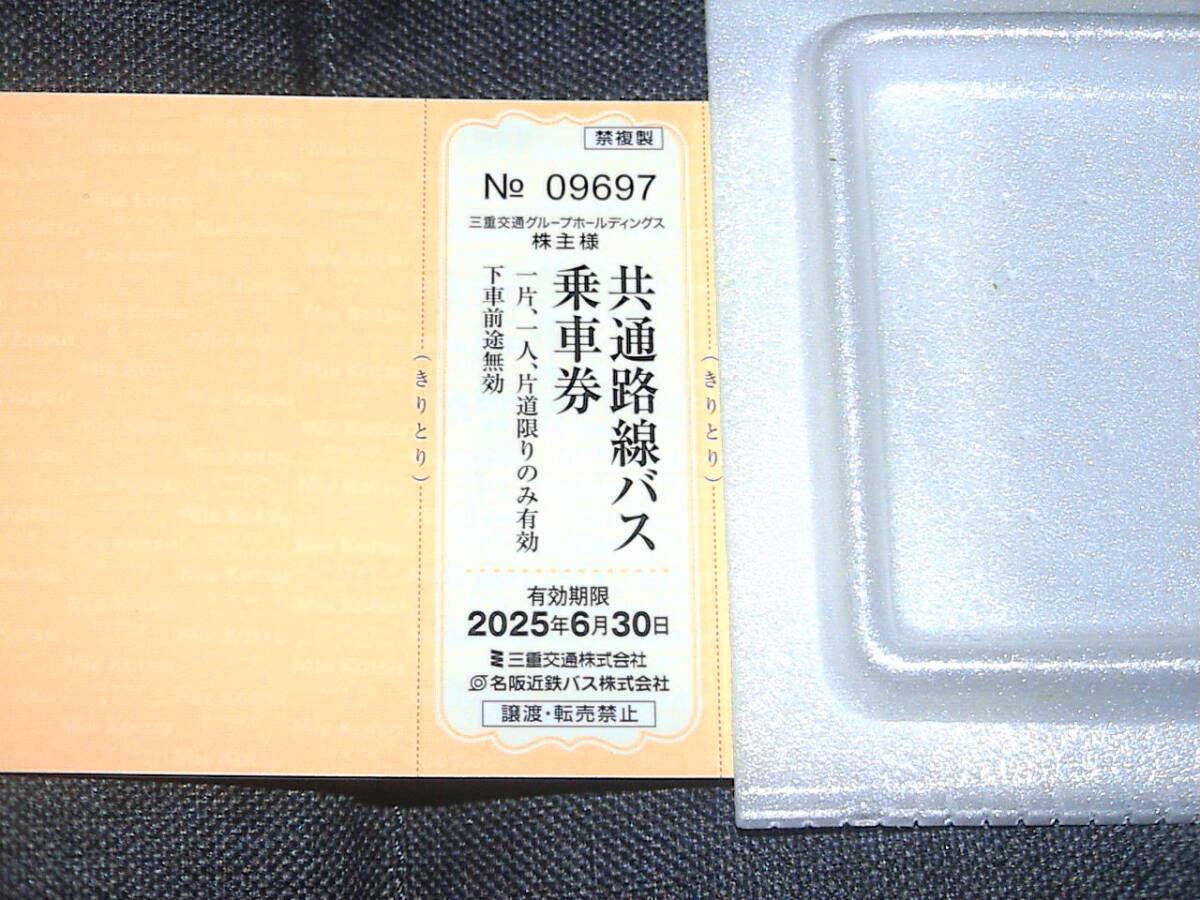 禁複製
№ 09697
三重交通グループホールディングス
株主様
共通路線バス
乗車券
一片、一人、片道限りのみ有効
下車前途無効
(きりとり)
(きりとり)
有効期限
2025年6月30日
三重交通株式会社
名阪近鉄バス株式会社
譲渡・転売禁止